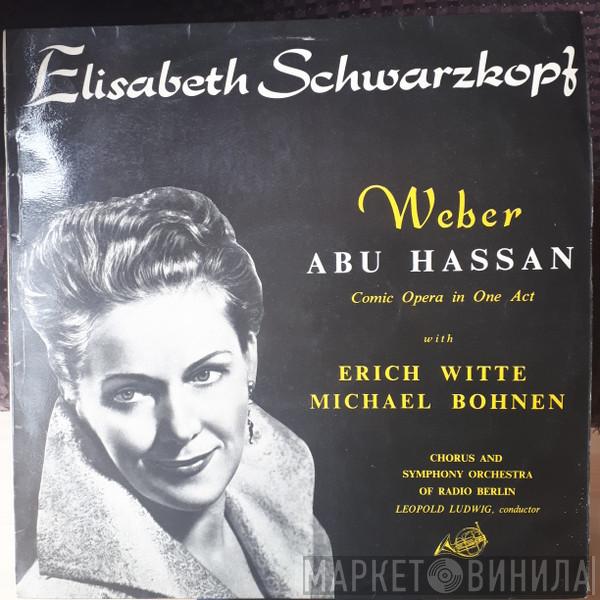 Elisabeth Schwarzkopf
Weber
ABU HASSAN
Comic Opera in One Act
with
ERICH WITTE
MICHAEL BOHNEN
CHORUS AND
SYMPHONY ORCHESTRA
OF RADIO BERLIN
LEOPOLD LUDWIG, conductor
МАРКЕТ ВИНИЛА